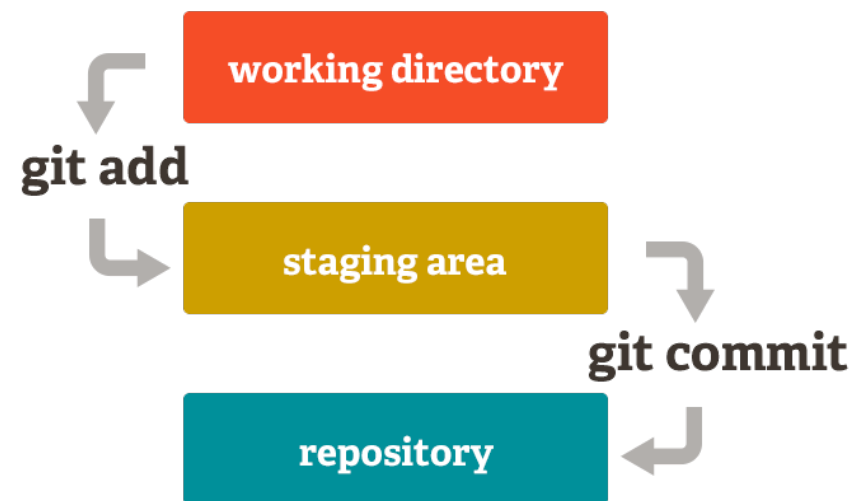 working directory
git add
staging area
git commit
repository